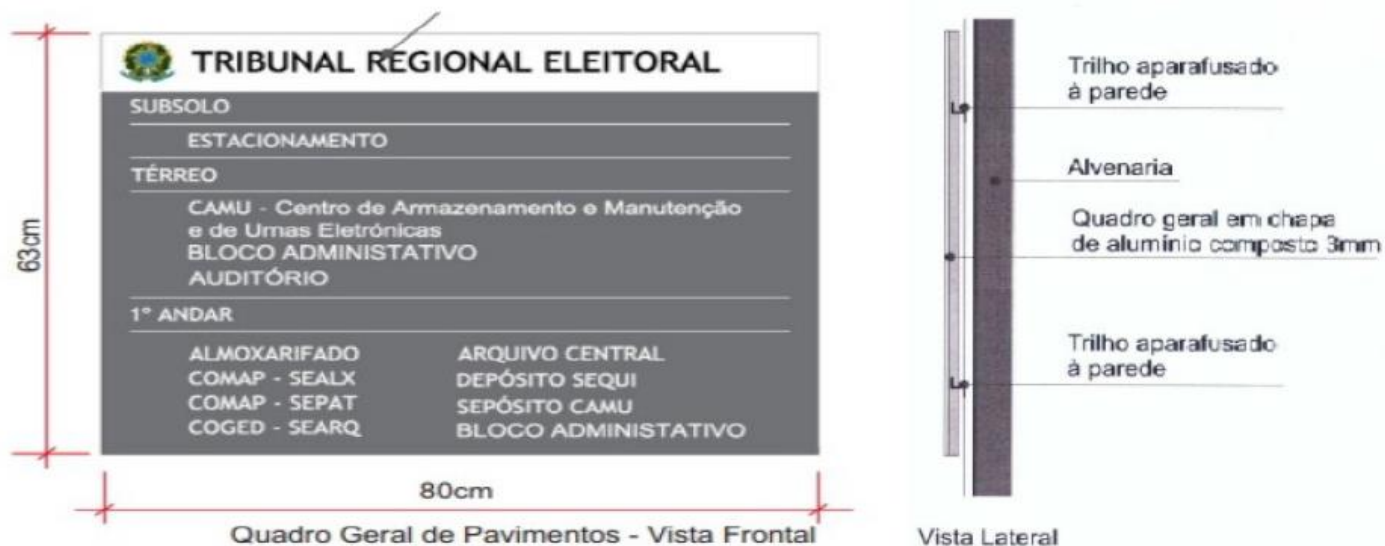 TRIBUNAL REGIONAL ELEITORAL
SUBSOLO
ESTACIONAMENTO
TÉRREO
CAMU - Centro de Armazenamento e Manutenção
e de Urnas Eletrónicas
BLOCO ADMINISTATIVO
AUDITÓRIO
1° ANDAR
ALMOXARIFADO
COMAP - SEALX
COMAP - SEPAT
COGED - SEARQ
ARQUIVO CENTRAL
DEPÓSITO SEQUI
SEPÓSITO CAMU
BLOCO ADMINISTATIVO
63cm
80cm
Quadro Geral de Pavimentos - Vista Frontal
Trilho aparafusado
à parede
Alvenaria
Quadro geral em chapa
de aluminio composto 3mm
Trilho aparafusado
à parede
Vista Lateral